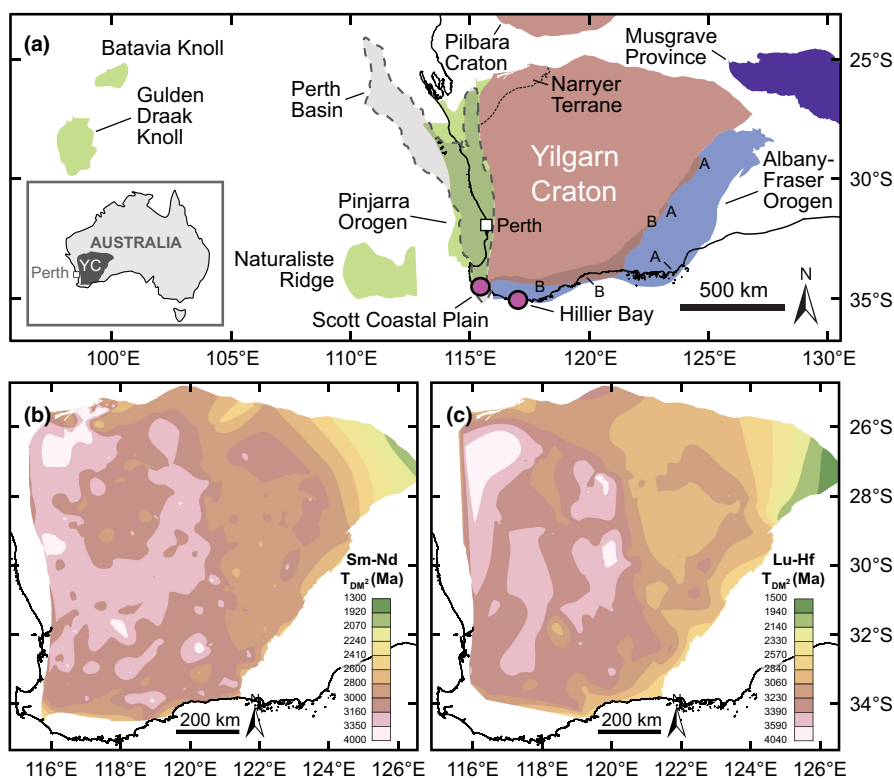 (a)
Batavia Knoll
Gulden
Draak
Knoll
Perth
Basin
Pilbara
Craton
Narryer
Terrane
Musgrave
Province
25°S
Yilgarn
Craton
A
Albany-
Fraser
Orogen
30°S
Pinjarra
Orogen
Perth
A
B
AUSTRALIA
YC
Perth
Naturaliste
Ridge
A
B
B
N
500 km
35°S
Scott Coastal Plain
Hillier Bay
100°E
105°E
110°E
115°E
120°E
125°E
130°E
(b)
Sm-Nd
TDM² (Ma)
1300
1920
2070
2240
2410
2600
2800
3000
3160
3350
4000
N
200 km
116°E
118°E
120°E
122°E
124°E
126°E
(c)
26°S
28°S
30°S
32°S
34°S
Lu-Hf
TDM² (Ma)
1500
1940
2140
2330
2570
2840
3060
3230
3390
3590
4040
N
200 km
116°E
118°E
120°E
122°E
124°E
126°E